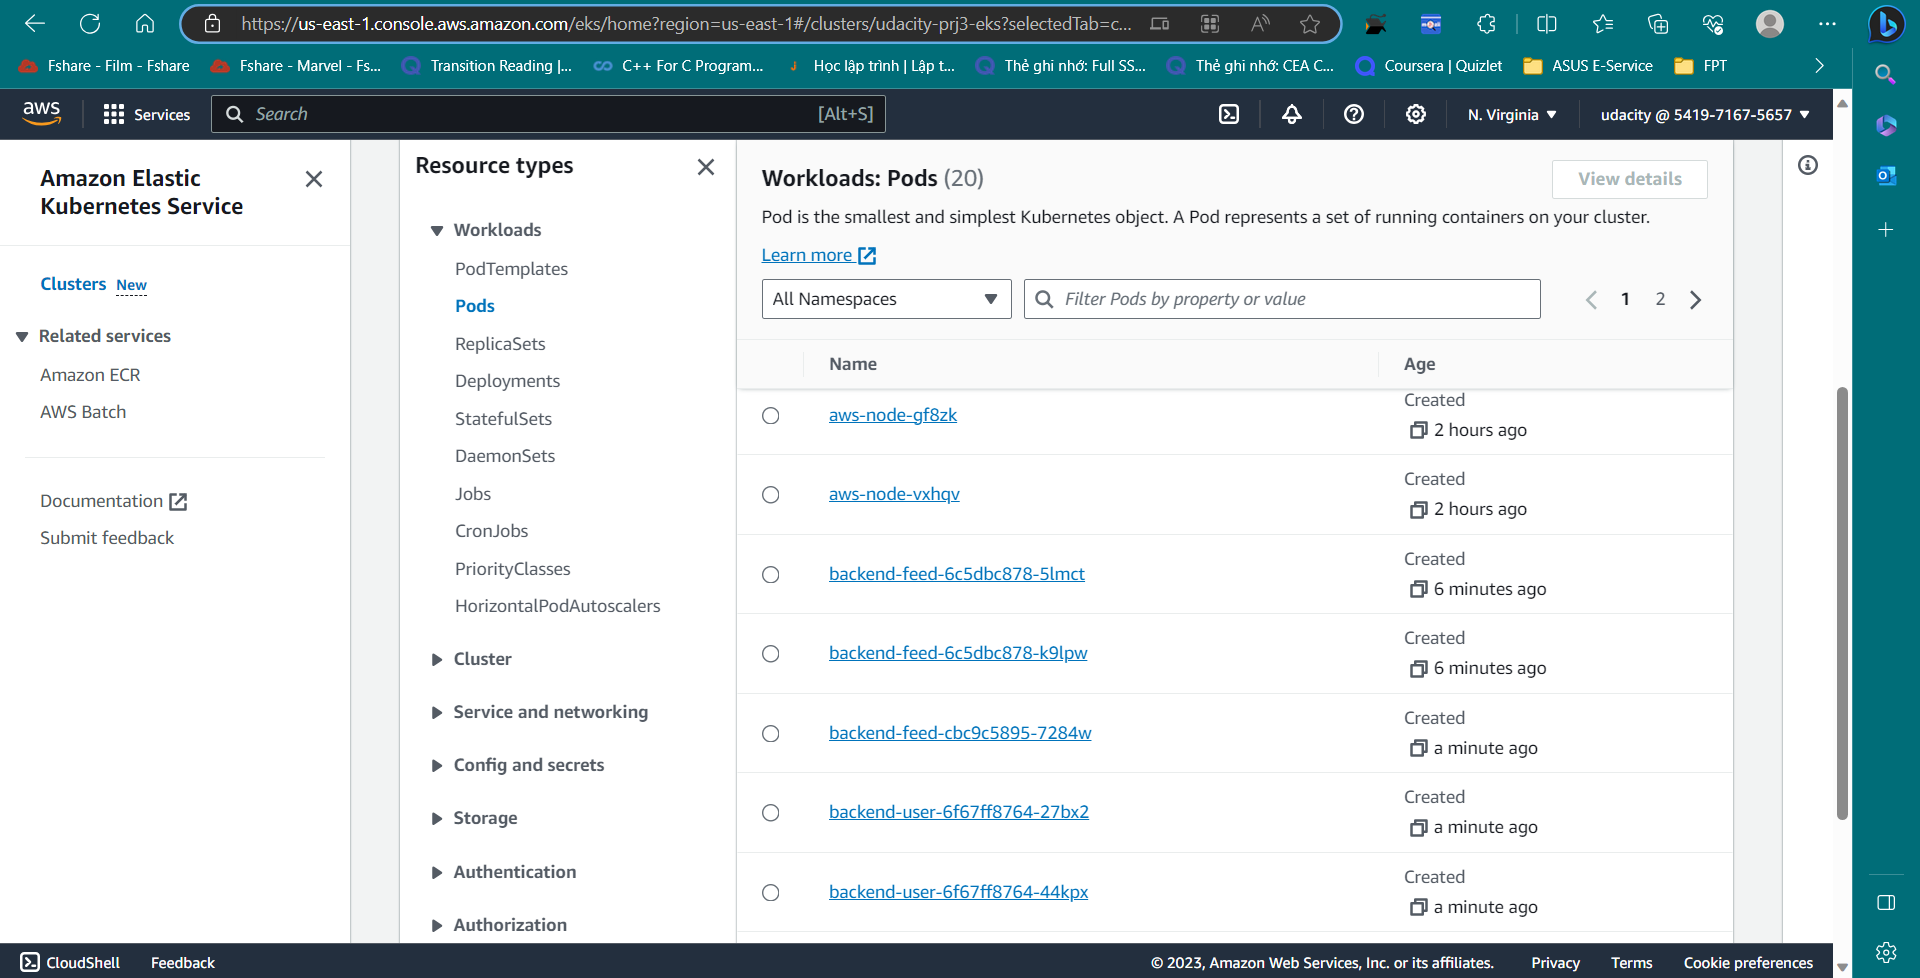 https://us-east-1.console.aws.amazon.com/eks/home?region=us-east-1#/clusters/udacity-prj3-eks?selectedTab=c...
Fshare - Film - Fshare
Fshare - Marvel - Fs...
Transition Reading |...
C++ For C Program...
Học lập trình | Lập t...
Thẻ ghi nhớ: Full SS...
Thẻ ghi nhớ: CEA C...
Coursera | Quizlet
ASUS E-Service
FPT
aws
Services
Search
[Alt+S]
N. Virginia
udacity @ 5419-7167-5657
Amazon Elastic
Kubernetes Service
Clusters New
Related services
Amazon ECR
AWS Batch
Documentation
Submit feedback
Resource types
Workloads
PodTemplates
Pods
ReplicaSets
Deployments
StatefulSets
DaemonSets
Jobs
CronJobs
PriorityClasses
HorizontalPodAutoscalers
Cluster
Service and networking
Config and secrets
Storage
Authentication
Authorization
Workloads: Pods (20)
View details
Pod is the smallest and simplest Kubernetes object. A Pod represents a set of running containers on your cluster.
Learn more
All Namespaces
Filter Pods by property or value
1
2
Name
Age
aws-node-gf8zk
Created
2 hours ago
aws-node-vxhqv
Created
2 hours ago
backend-feed-6c5dbc878-5lmct
Created
6 minutes ago
backend-feed-6c5dbc878-k9lpw
Created
6 minutes ago
backend-feed-cbc9c5895-7284w
Created
a minute ago
backend-user-6f67ff8764-27bx2
Created
a minute ago
backend-user-6f67ff8764-44kpx
Created
a minute ago
CloudShell
Feedback
© 2023, Amazon Web Services, Inc. or its affiliates.
Privacy
Terms
Cookie preferences